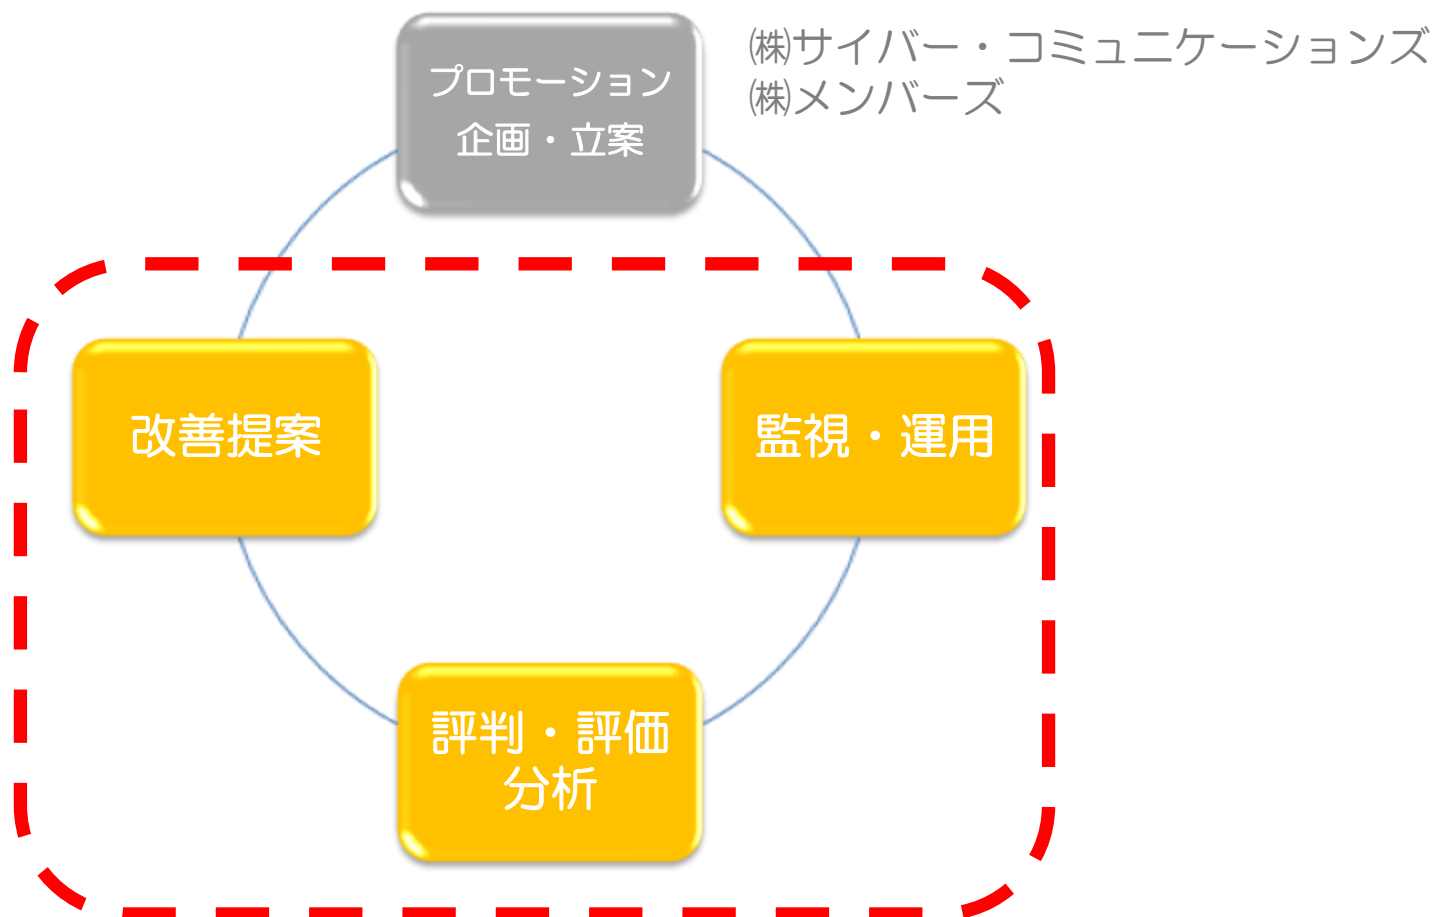 プロモーション
企画・立案
㈱サイバー・コミュニケーションズ
㈱メンバーズ
改善提案
監視・運用
評判・評価
分析